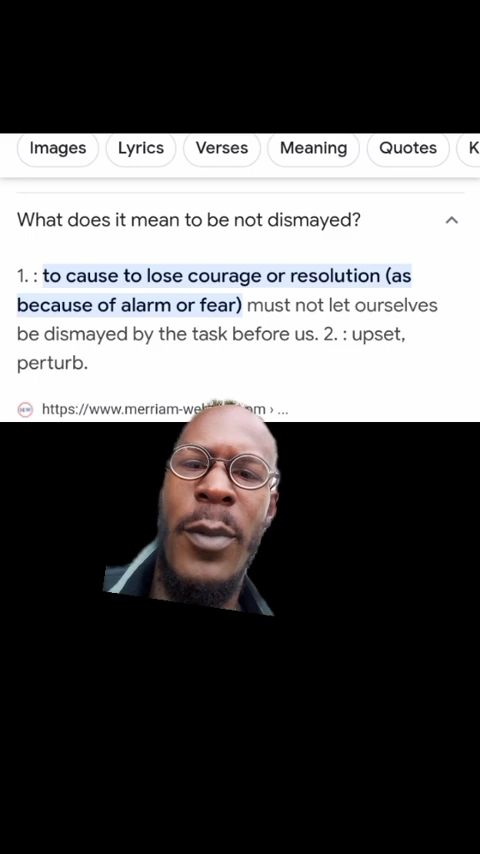 Images Lyrics Verses Meaning Quotes K
What does it mean to be not dismayed?
1. : to cause to lose courage or resolution (as
because of alarm or fear) must not let ourselves
be dismayed by the task before us. 2. : upset,
perturb.
https://www.merriam-we m › ...